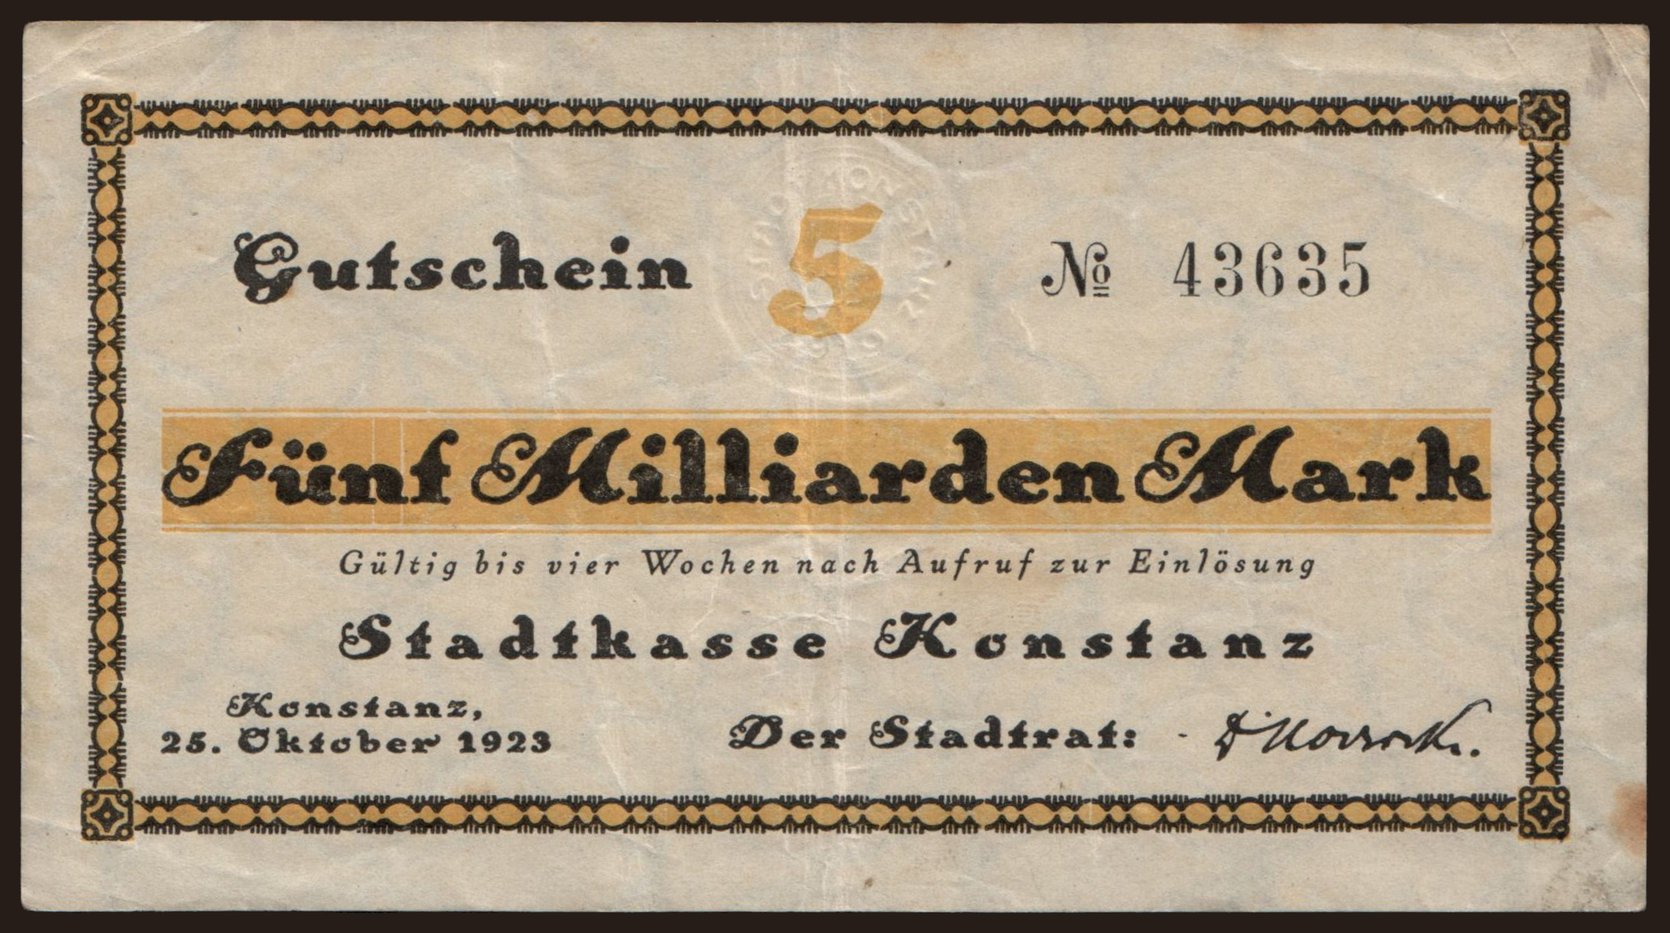 Gutschein 5 № 43635
Fünf Milliarden Mark
Gültig bis vier Wochen nach Aufruf zur Einlösung
Stadtkasse Konstanz
Konstanz,
25. Oktober 1923
Der Stadtrat: